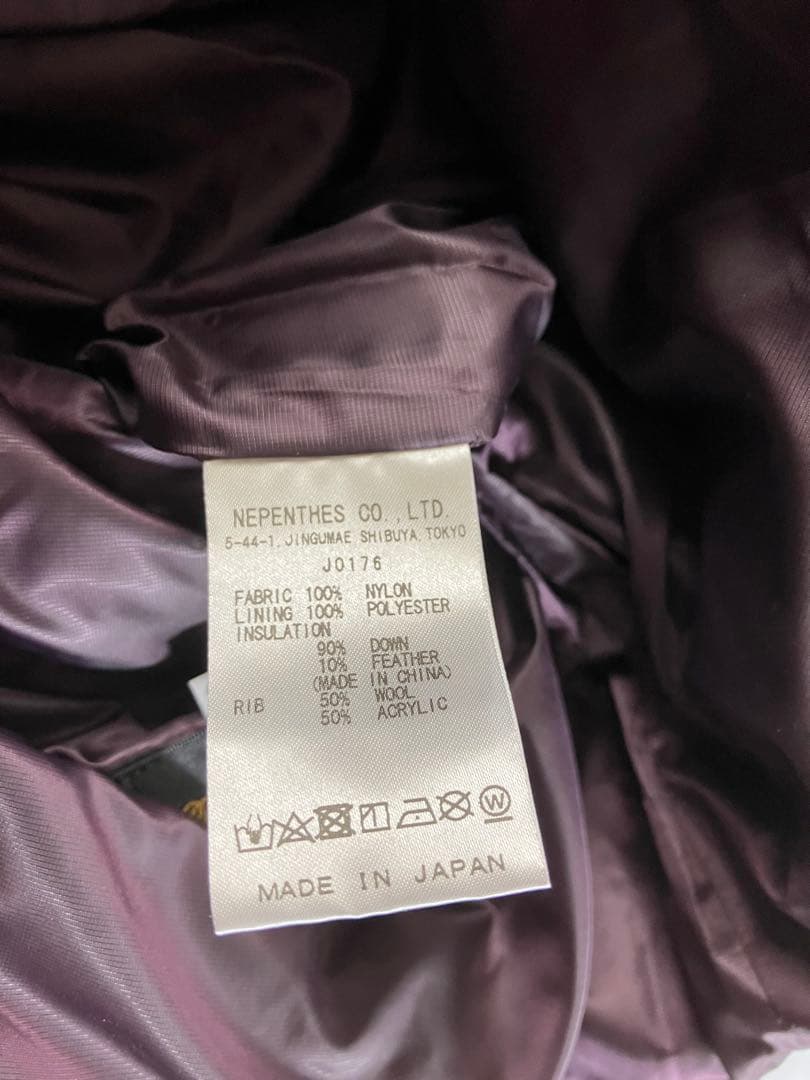 NEPENTHES CO.,LTD.
5-44-1, JINGUMAE SHIBUYA, TOKYO
J0176
FABRIC 100% NYLON
LINING 100% POLYESTER
INSULATION
90% DOWN
10% FEATHER
(MADE IN CHINA)
RIB 50% WOOL
50% ACRYLIC
W
MADE IN JAPAN